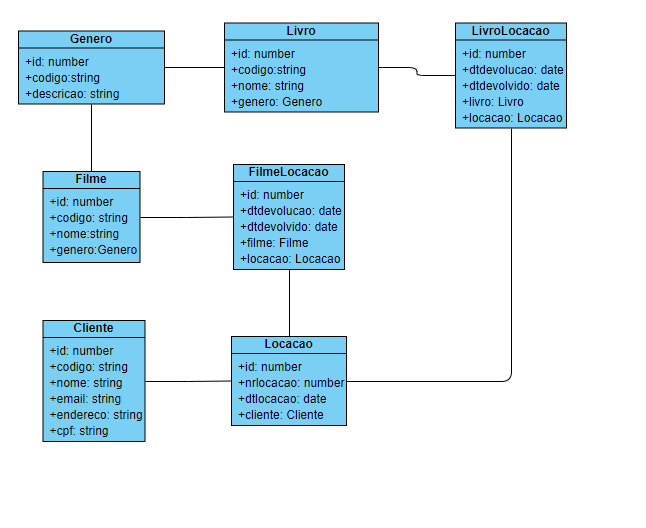 Genero
+id: number
+codigo:string
+descricao: string
Livro
+id: number
+codigo:string
+nome: string
+genero: Genero
LivroLocacao
+id: number
+dtdevolucao: date
+dtdevolvido: date
+livro: Livro
+locacao: Locacao
Filme
+id: number
+codigo: string
+nome:string
+genero:Genero
FilmeLocacao
+id: number
+dtdevolucao: date
+dtdevolvido: date
+filme: Filme
+locacao: Locacao
Cliente
+id: number
+codigo: string
+nome: string
+email: string
+endereco: string
+cpf: string
Locacao
+id: number
+nrlocacao: number
+dtlocacao: date
+cliente: Cliente